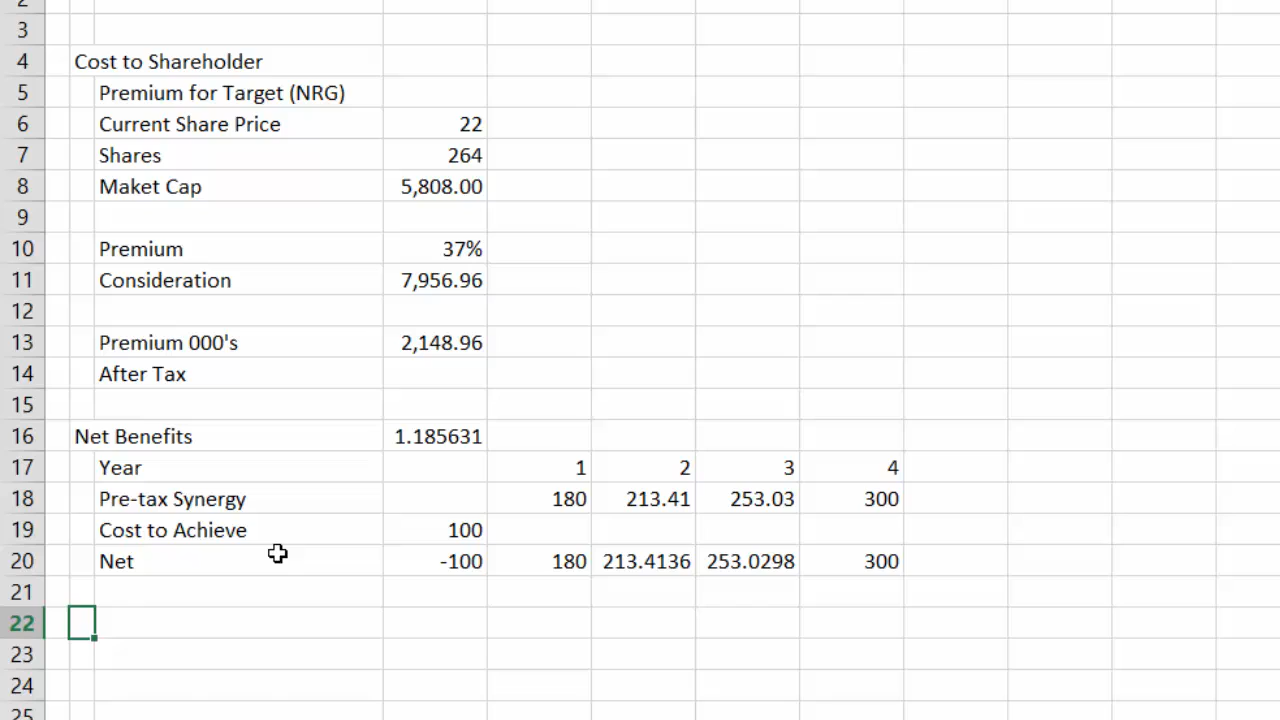 2
3
4 Cost to Shareholder
5 Premium for Target (NRG)
6 Current Share Price 22
7 Shares 264
8 Maket Cap 5,808.00
9
10 Premium 37%
11 Consideration 7,956.96
12
13 Premium 000's 2,148.96
14 After Tax
15
16 Net Benefits 1.185631
17 Year 1 2 3 4
18 Pre-tax Synergy 180 213.41 253.03 300
19 Cost to Achieve 100
20 Net -100 180 213.4136 253.0298 300
21
22
23
24
25